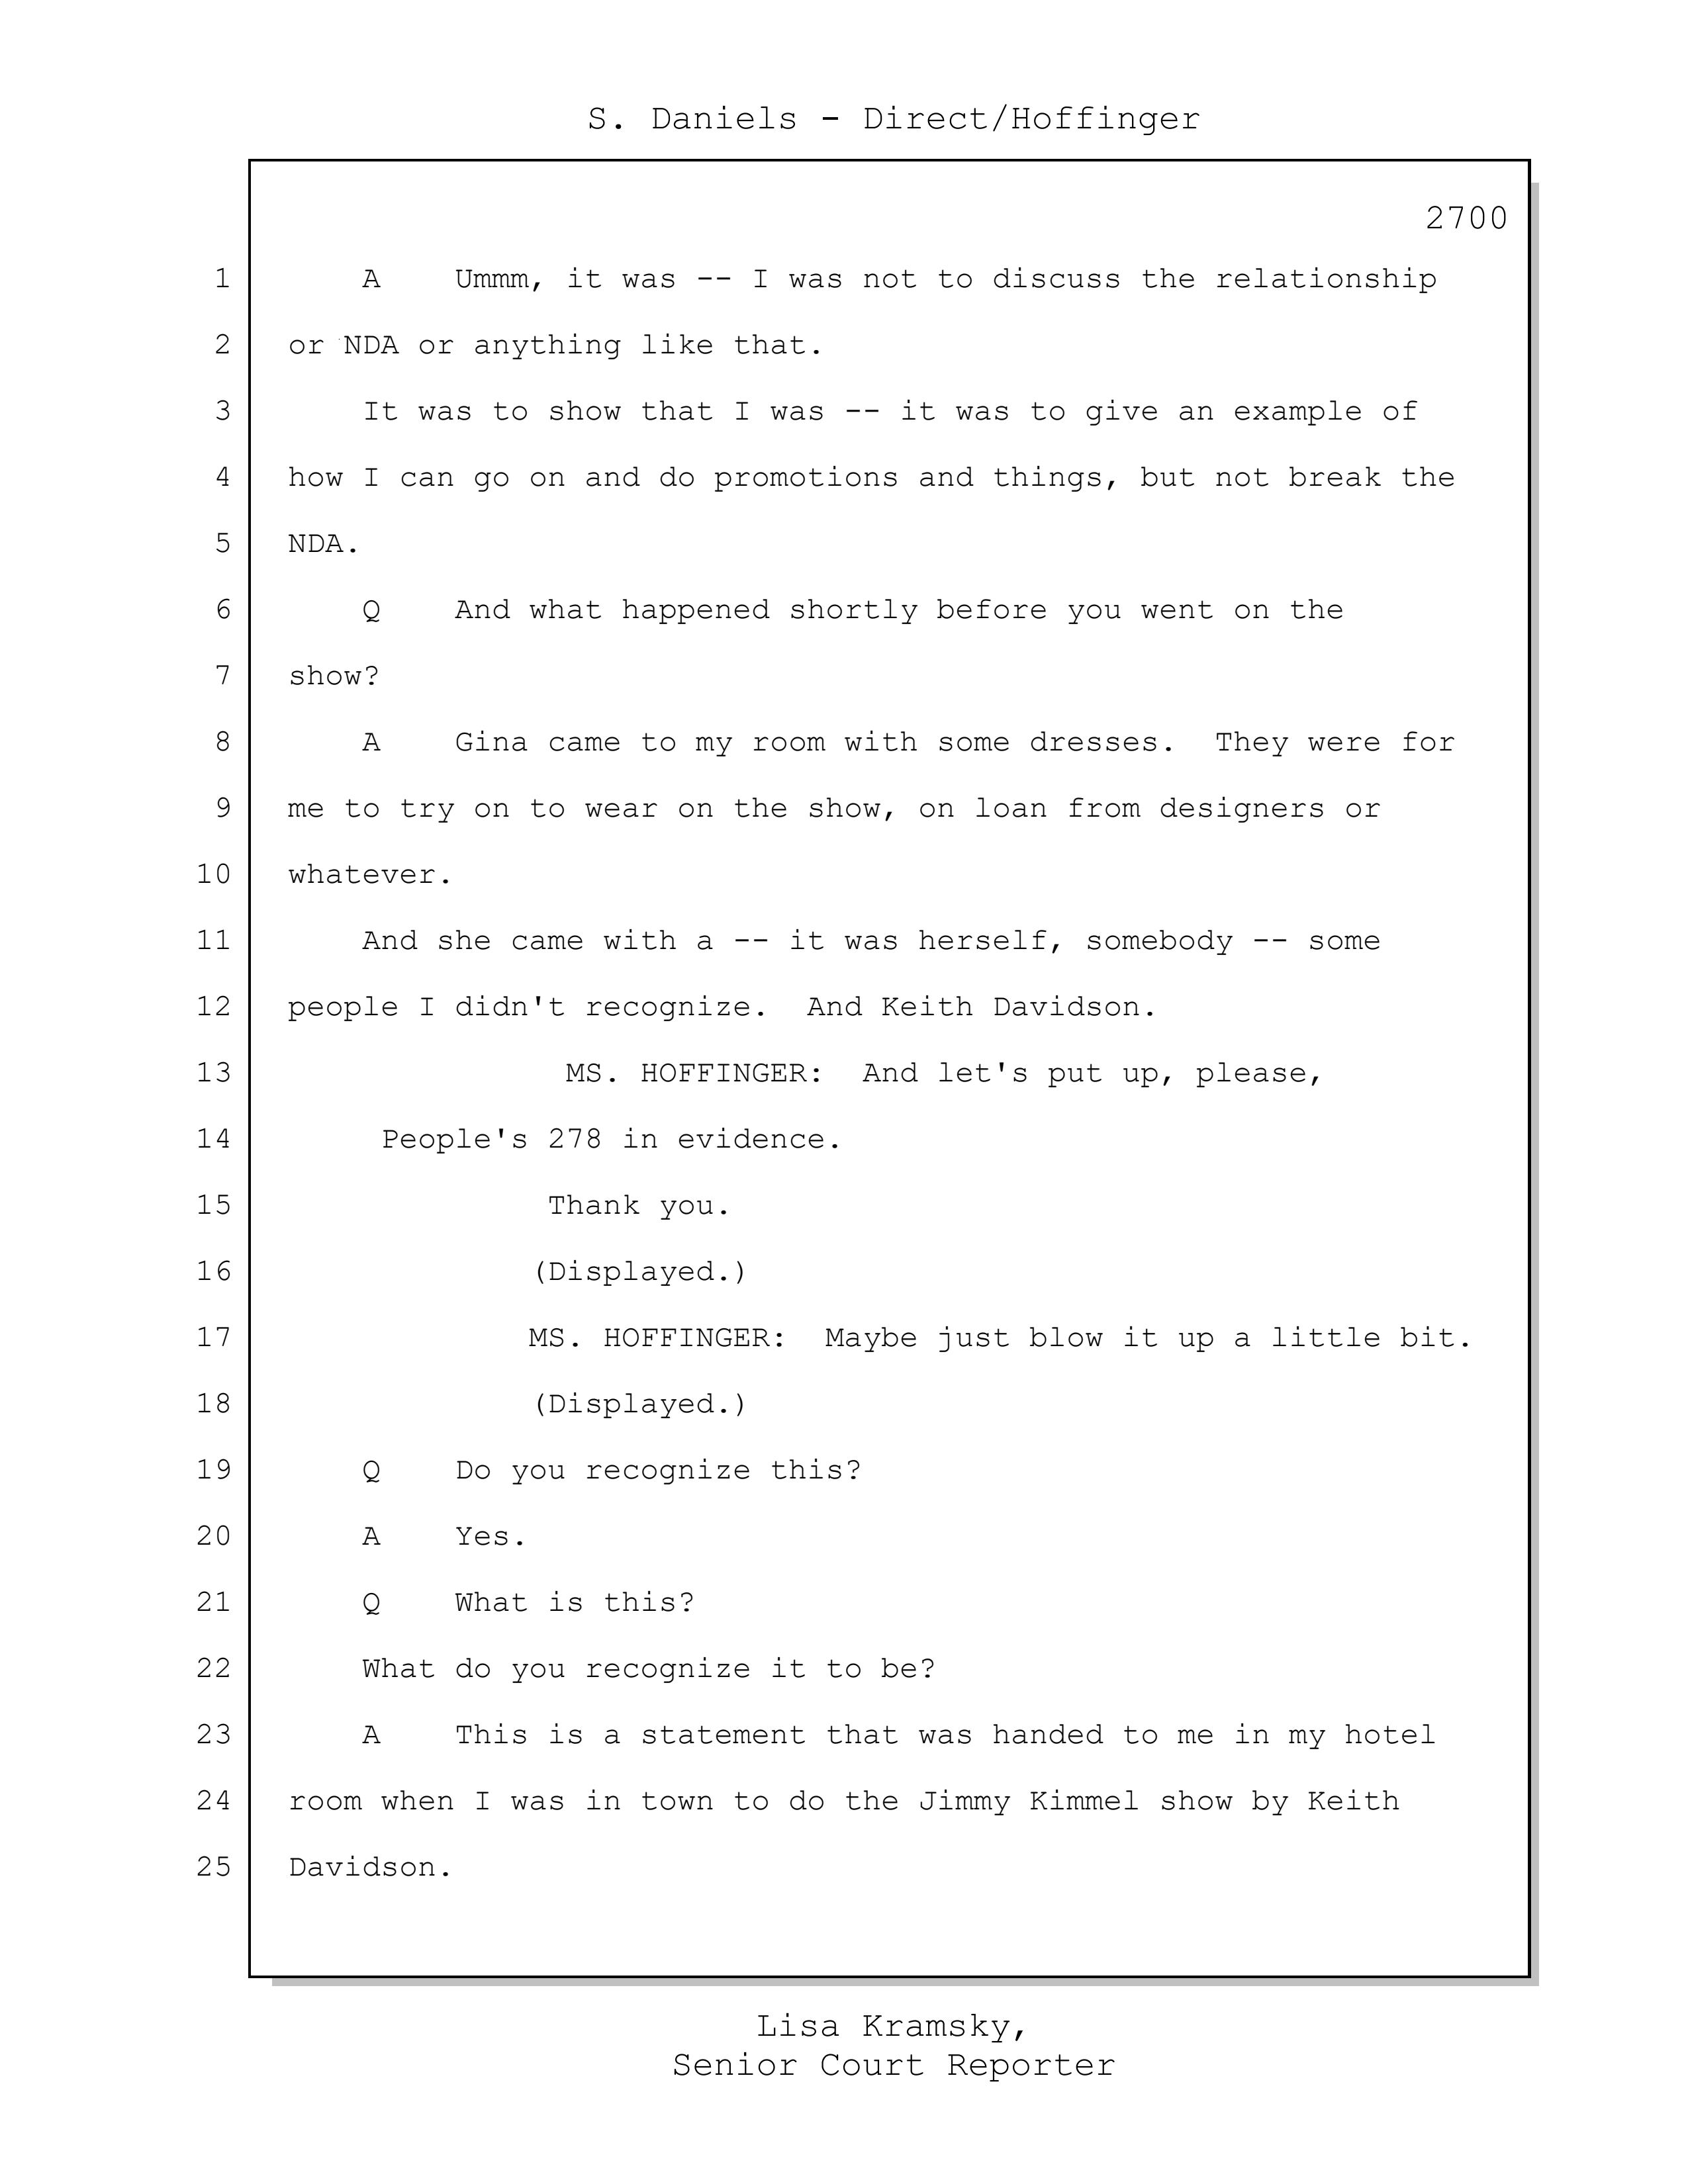 S. Daniels - Direct/Hoffinger
2700
1 A Ummm, it was -- I was not to discuss the relationship
2 or NDA or anything like that.
3 It was to show that I was -- it was to give an example of
4 how I can go on and do promotions and things, but not break the
5 NDA.
6 Q And what happened shortly before you went on the
7 show?
8 A Gina came to my room with some dresses. They were for
9 me to try on to wear on the show, on loan from designers or
10 whatever.
11 And she came with a -- it was herself, somebody -- some
12 people I didn't recognize. And Keith Davidson.
13 MS. HOFFINGER: And let's put up, please,
14 People's 278 in evidence.
15 Thank you.
16 (Displayed.)
17 MS. HOFFINGER: Maybe just blow it up a little bit.
18 (Displayed.)
19 Q Do you recognize this?
20 A Yes.
21 Q What is this?
22 What do you recognize it to be?
23 A This is a statement that was handed to me in my hotel
24 room when I was in town to do the Jimmy Kimmel show by Keith
25 Davidson.
Lisa Kramsky,
Senior Court Reporter